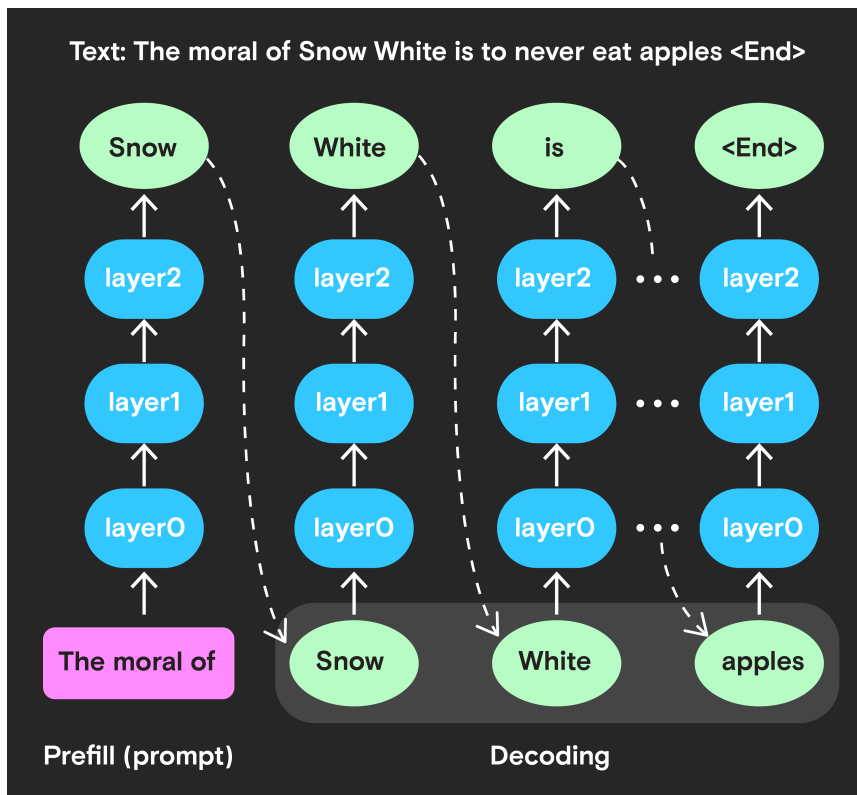 Text: The moral of Snow White is to never eat apples <End>
Snow White is <End>
layer2 layer2 layer2 ••• layer2
layer1 layer1 layer1 ••• layer1
layer0 layer0 layer0 ••• layer0
The moral of Snow White apples
Prefill (prompt) Decoding